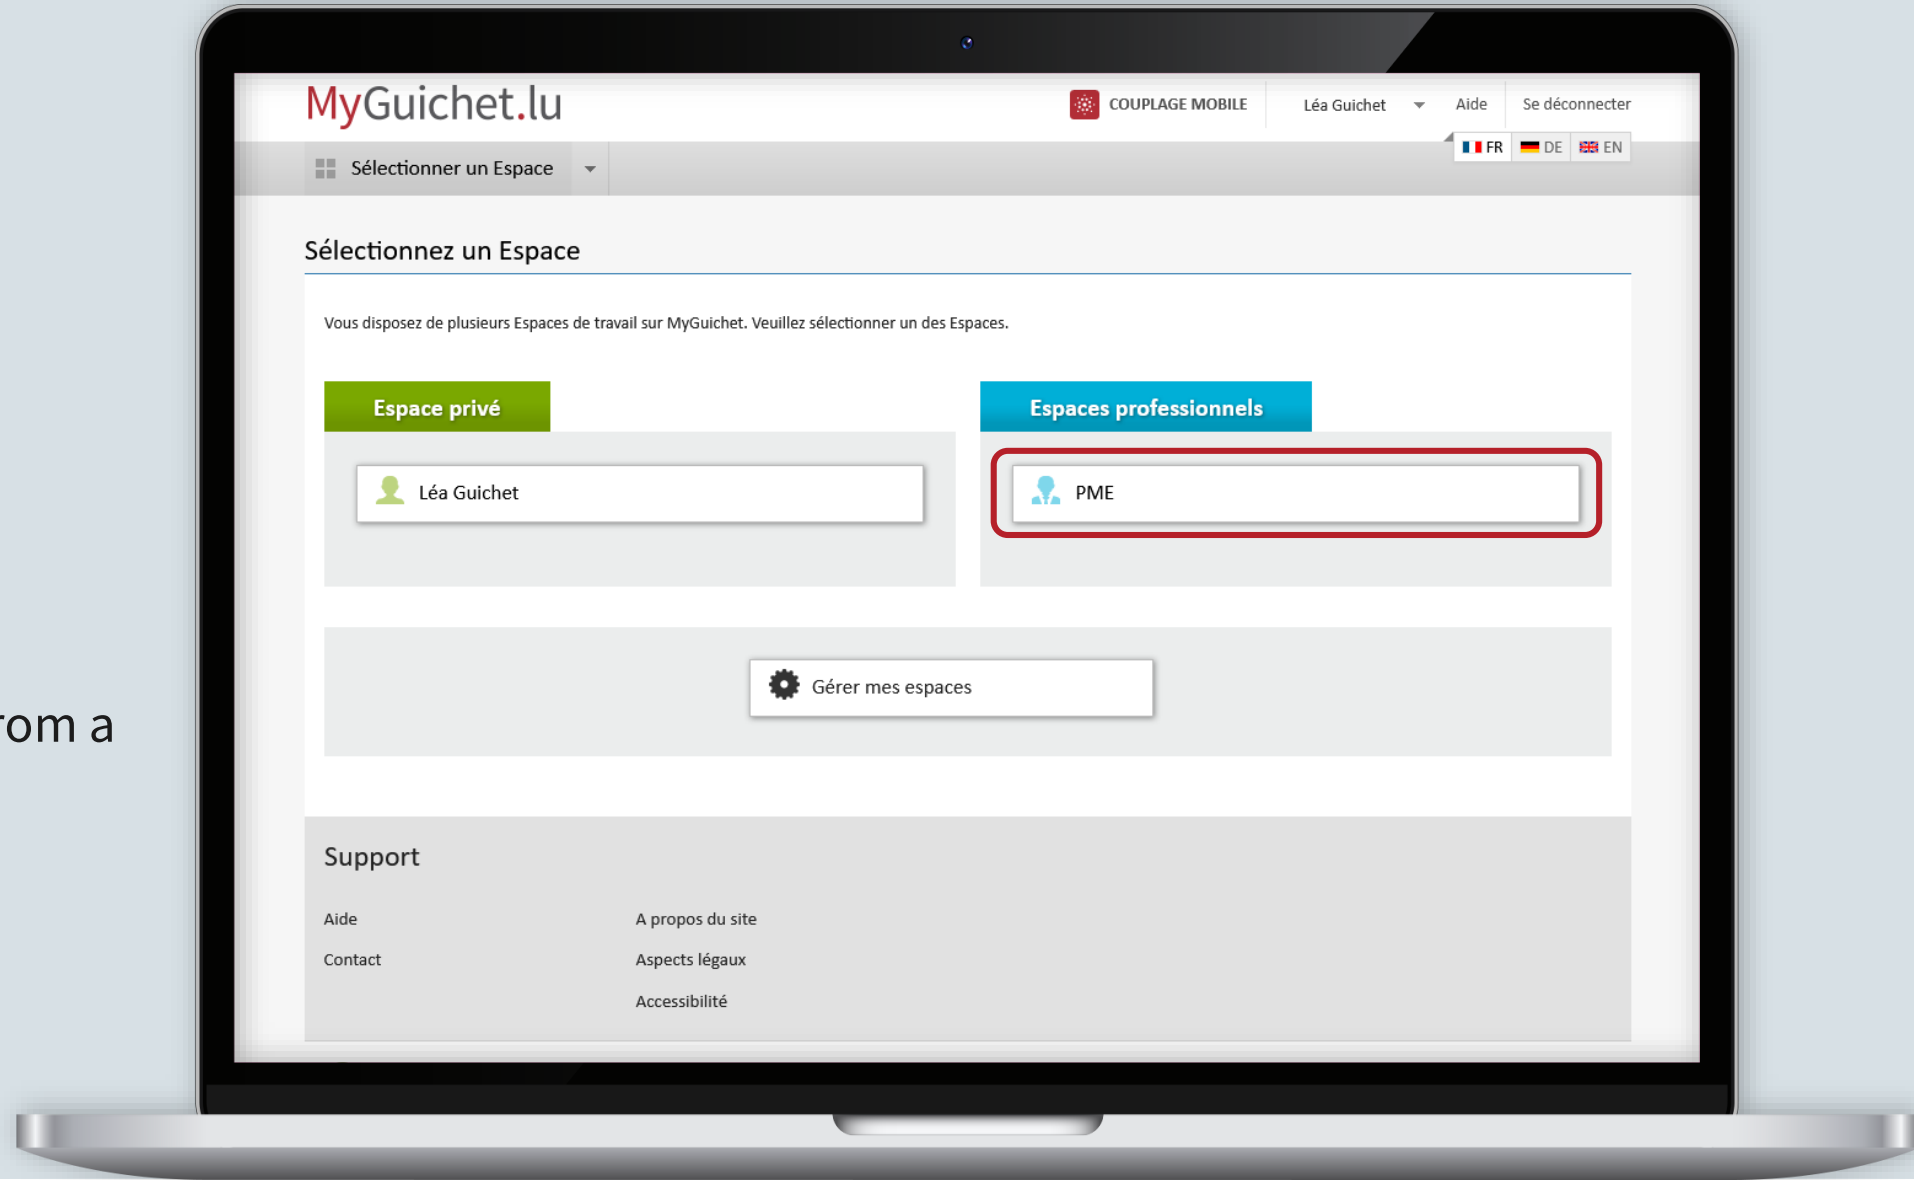 MyGuichet.lu
COUPLAGE MOBILE
Léa Guichet
Aide
Se déconnecter
FR
DE
EN
Sélectionner un Espace
Sélectionnez un Espace
Vous disposez de plusieurs Espaces de travail sur MyGuichet. Veuillez sélectionner un des Espaces.
Espace privé
Espaces professionnels
Léa Guichet
PME
Gérer mes espaces
rom a
Support
Aide
A propos du site
Contact
Aspects légaux
Accessibilité